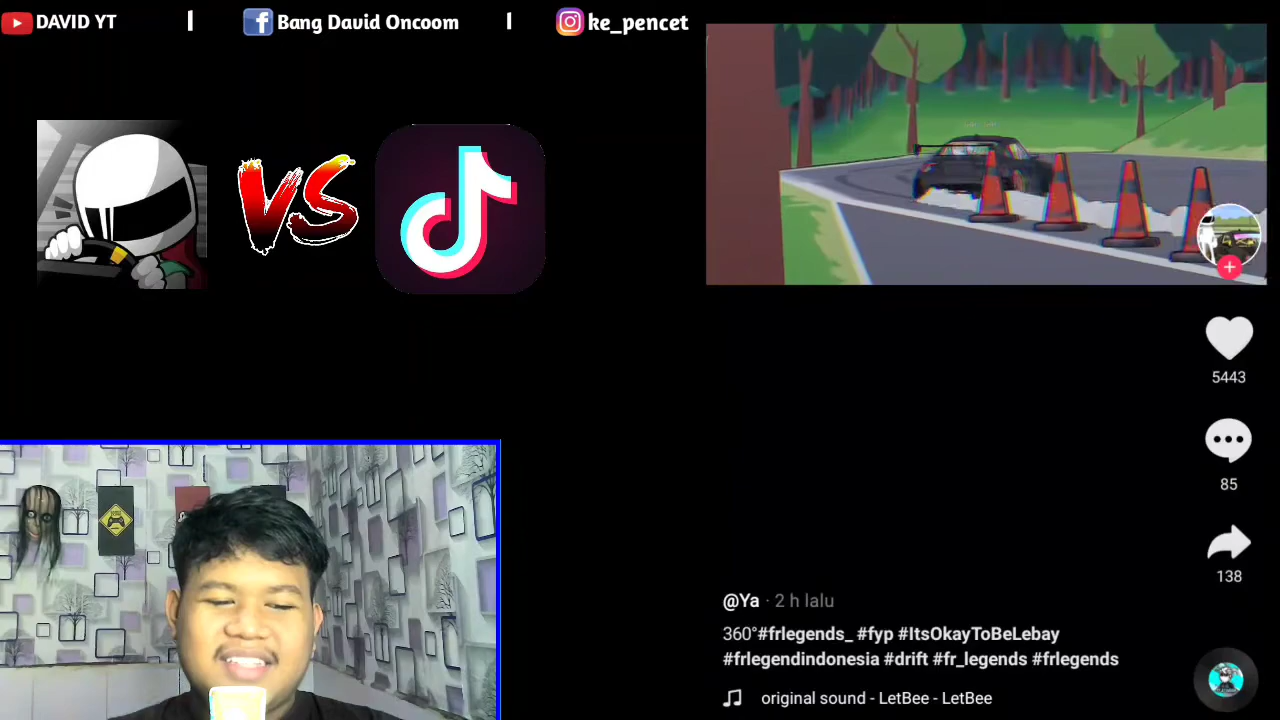 DAVID YT | Bang David Oncoom | ke_pencet
VS
5443
85
138
@Ya · 2 h lalu
360°#frlegends_ #fyp #ItsOkayToBeLebay
#frlegendindonesia #drift #fr_legends #frlegends
original sound - LetBee - LetBee